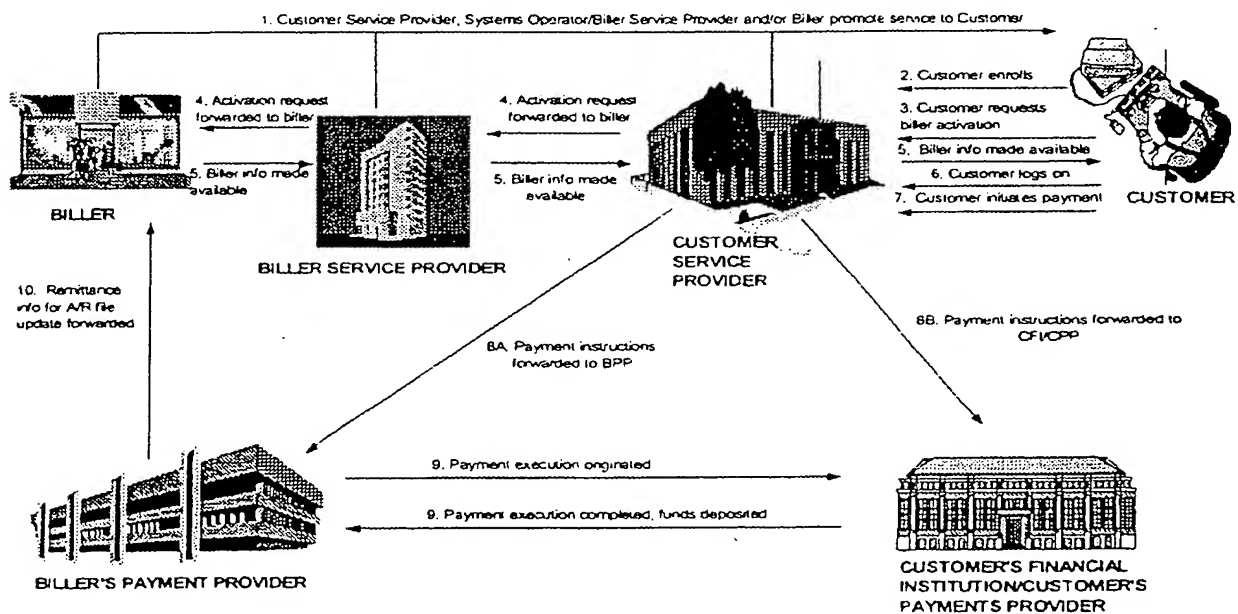 1. Customer Service Provider, Systems Operator/Biller Service Provider and/or Biller promote service to Customer
4. Activation request
forwarded to biller
5. Biller info made
available
BILLER
BILLER SERVICE PROVIDER
4. Activation request
forwarded to biller
5. Biller info made
available
CUSTOMER
SERVICE
PROVIDER
2. Customer enrolls
3. Customer requests
biller activation
5. Biller info made available
6. Customer logs on
7. Customer initiates payment
CUSTOMER
10. Remittance
info for A/R file
update forwarded
8A. Payment instructions
forwarded to BPP
8B. Payment instructions forwarded to
CFI/CPP
9. Payment execution originated
9. Payment execution completed, funds deposited
BILLER'S PAYMENT PROVIDER
CUSTOMER'S FINANCIAL
INSTITUTION/CUSTOMER'S
PAYMENTS PROVIDER